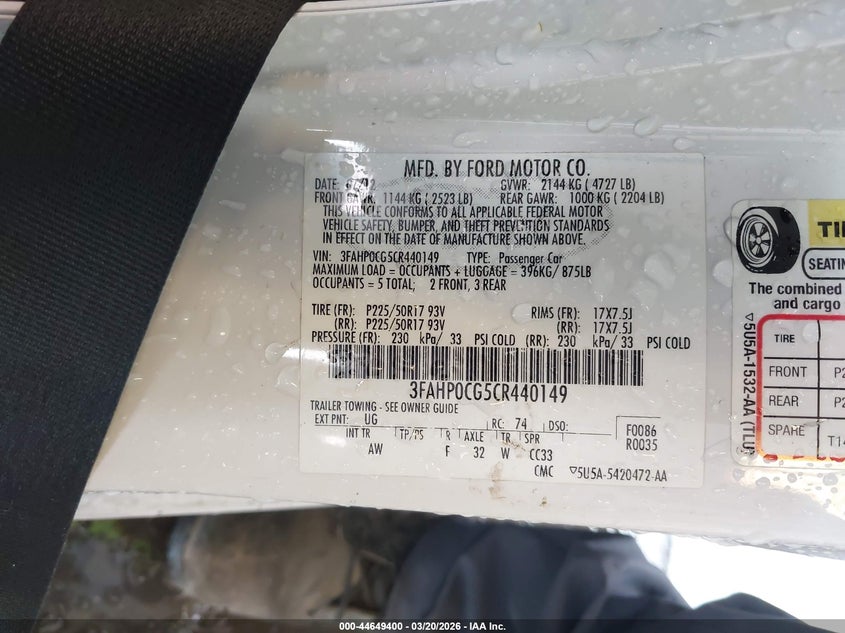 MFD. BY FORD MOTOR CO.
DATE: GVWR: 2144 KG ( 4727 LB)
FRONT GAWR: 1144 KG ( 2523 LB) REAR GAWR: 1000 KG ( 2204 LB)
THIS VEHICLE CONFORMS TO ALL APPLICABLE FEDERAL MOTOR
VEHICLE SAFETY, BUMPER, AND THEFT PREVENTION STANDARDS
IN EFFECT ON THE DATE OF MANUFACTURE SHOWN ABOVE.
VIN: 3FAHP0CG5CR440149 TYPE: Passenger Car
MAXIMUM LOAD = OCCUPANTS + LUGGAGE = 396KG/ 875LB
OCCUPANTS = 5 TOTAL; 2 FRONT, 3 REAR
TIRE (FR): P225/50R17 93V RIMS (FR): 17X7.5J
(RR): P225/50R17 93V (RR): 17X7.5J
PRESSURE (FR): 230 kPa/ 33 PSI COLD (RR): 230 kPa/ 33 PSI COLD
3FAHP0CG5CR440149
TRAILER TOWING - SEE OWNER GUIDE
EXT PNT: UG RC: 74 DSO: F0086
R0035
INT TR TP/PS R AXLE TR SPR
AW F 32 W CC33
CMC ▽5U5A-5420472-AA
TI
SEATIN
The combined
and cargo
TIRE
FRONT P2
REAR P2
SPARE T14
▽5U5A-1532-AA (TLU)
000-44649400 - 03/20/2026 - IAA Inc.